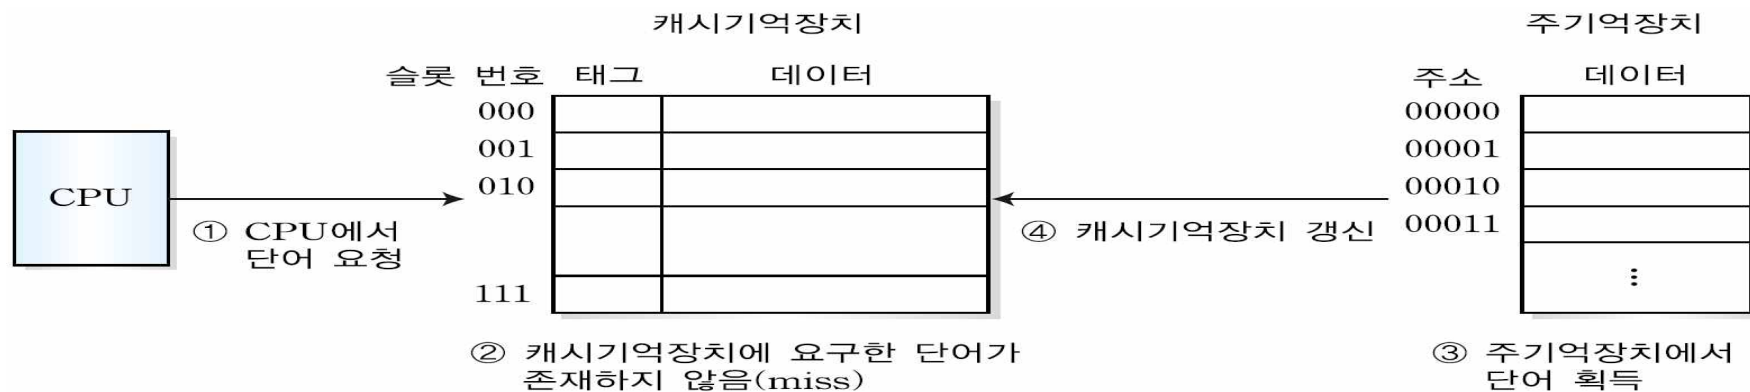 캐시기억장치
주기억장치
슬롯 번호 태그 데이터
주소 데이터
000
001
010
111
00000
00001
00010
00011
⋮
CPU
① CPU에서
단어 요청
④ 캐시기억장치 갱신
② 캐시기억장치에 요구한 단어가
존재하지 않음(miss)
③ 주기억장치에서
단어 획득